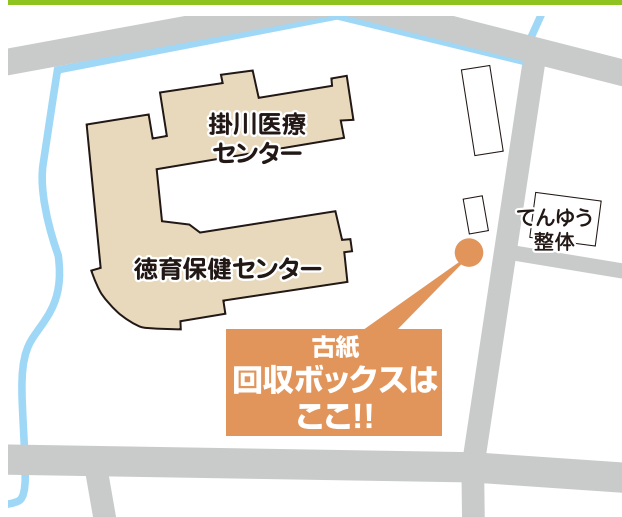 掛川医療
センター
てんゆう
整体
徳育保健センター
古紙
回収ボックスは
ここ!!